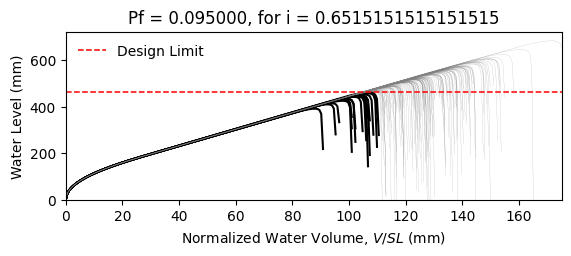 Pf = 0.095000, for i = 0.6515151515151515
Water Level (mm)
600
400
200
0
Design Limit
0 20 40 60 80 100 120 140 160
Normalized Water Volume, V/SL (mm)